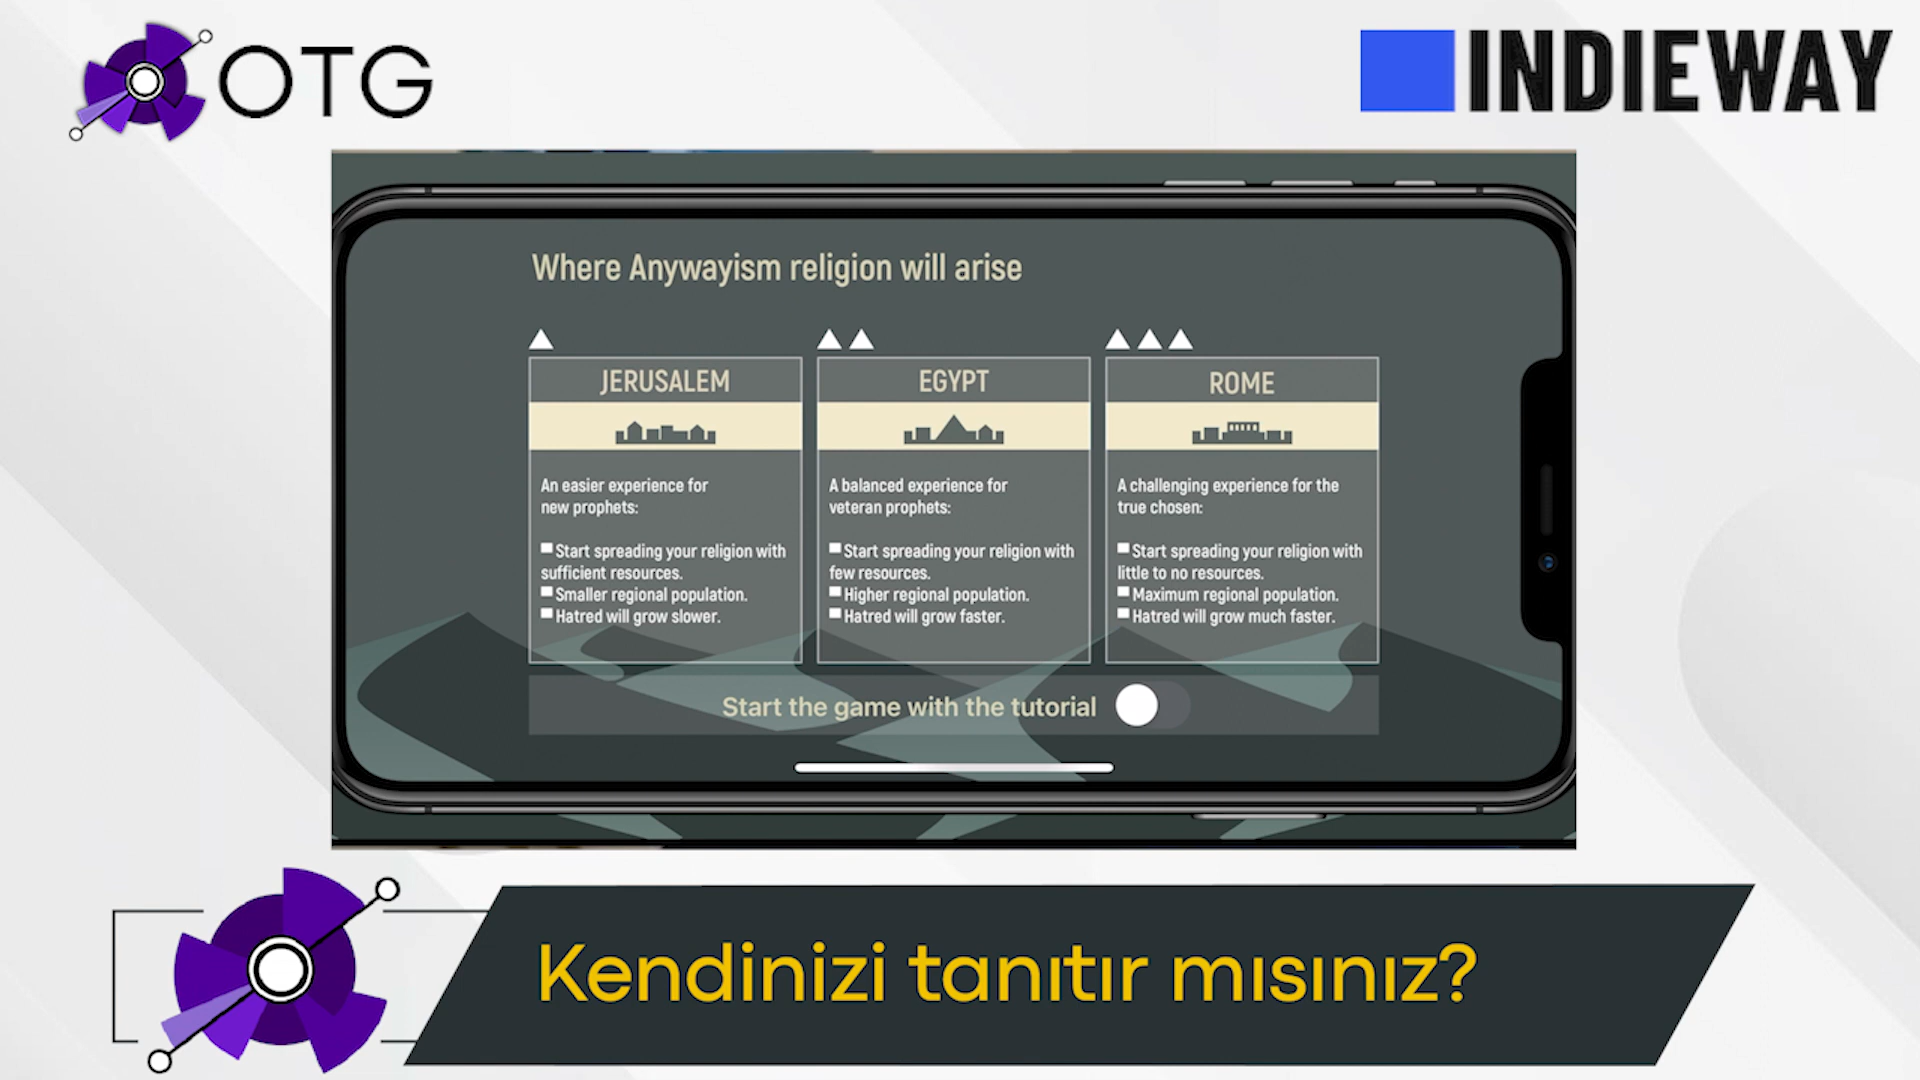 OTG
INDIEWAY
Where Anywayism religion will arise
JERUSALEM
An easier experience for
new prophets:
Start spreading your religion with
sufficient resources.
Smaller regional population.
Hatred will grow slower.
EGYPT
A balanced experience for
veteran prophets:
Start spreading your religion with
few resources.
Higher regional population.
Hatred will grow faster.
ROME
A challenging experience for the
true chosen:
Start spreading your religion with
little to no resources.
Maximum regional population.
Hatred will grow much faster.
Start the game with the tutorial
Kendinizi tanıtır mısınız?